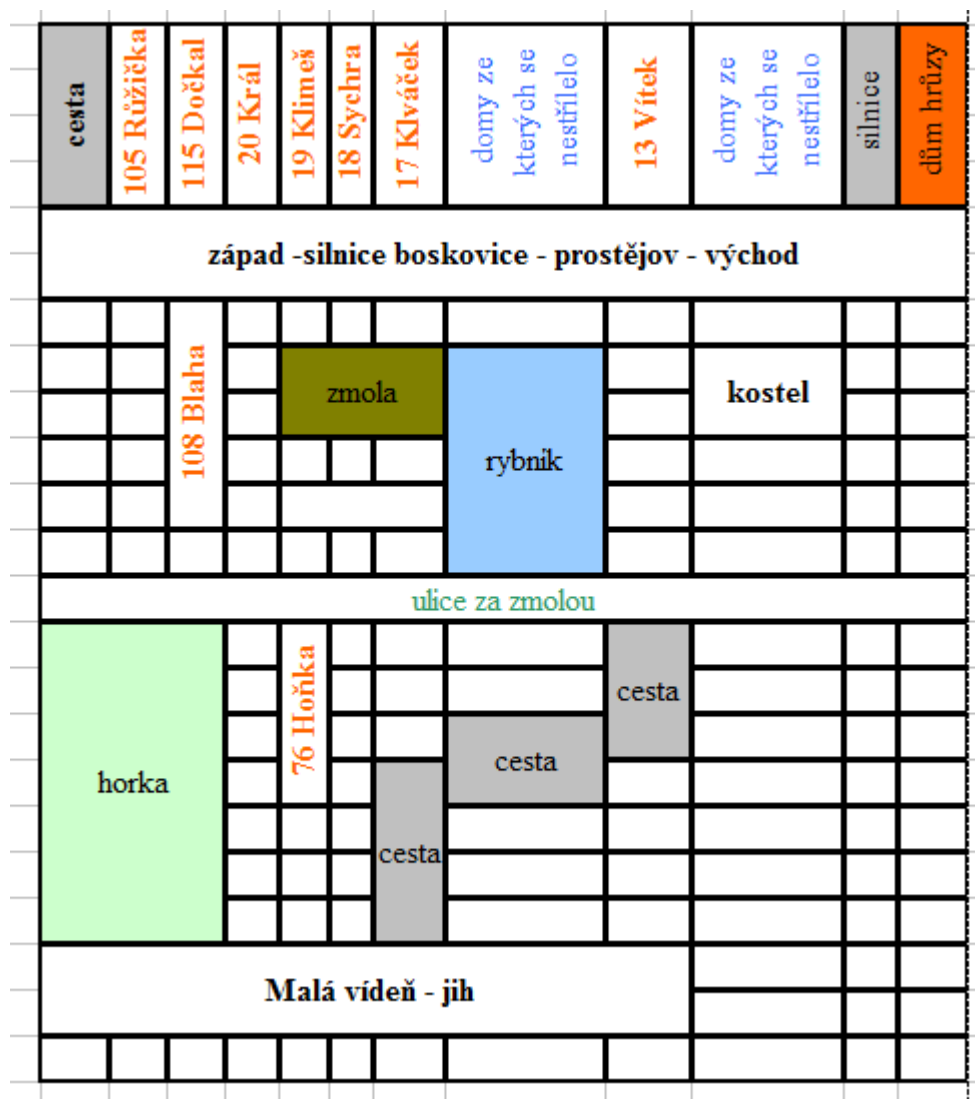 cesta
105 Růžička
115 Dočkal
20 Král
19 Klimeš
18 Sychra
17 Klváček
domy ze
kterých se
nestřílelo
13 Vítek
domy ze
kterých se
nestřílelo
silnice
dům hrůzy
západ -silnice boskovice - prostějov - východ
108 Blaha
zmola
rybník
kostel
ulice za zmolou
horka
76 Hoňka
cesta
cesta
cesta
Malá vídeň - jih